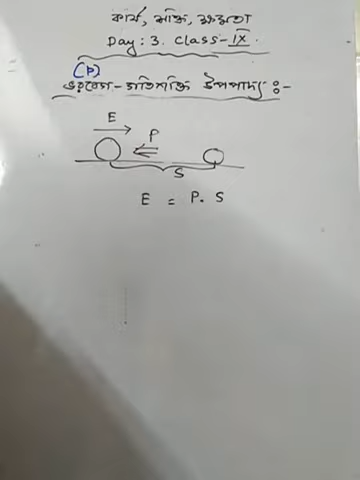 কার্য, শক্তি, ক্ষমতা
Day: 3. Class-IX.
(P)
ভরবেগ-গতিশক্তি উপপাদ্য ঃ-
E
P
S
E = P. S